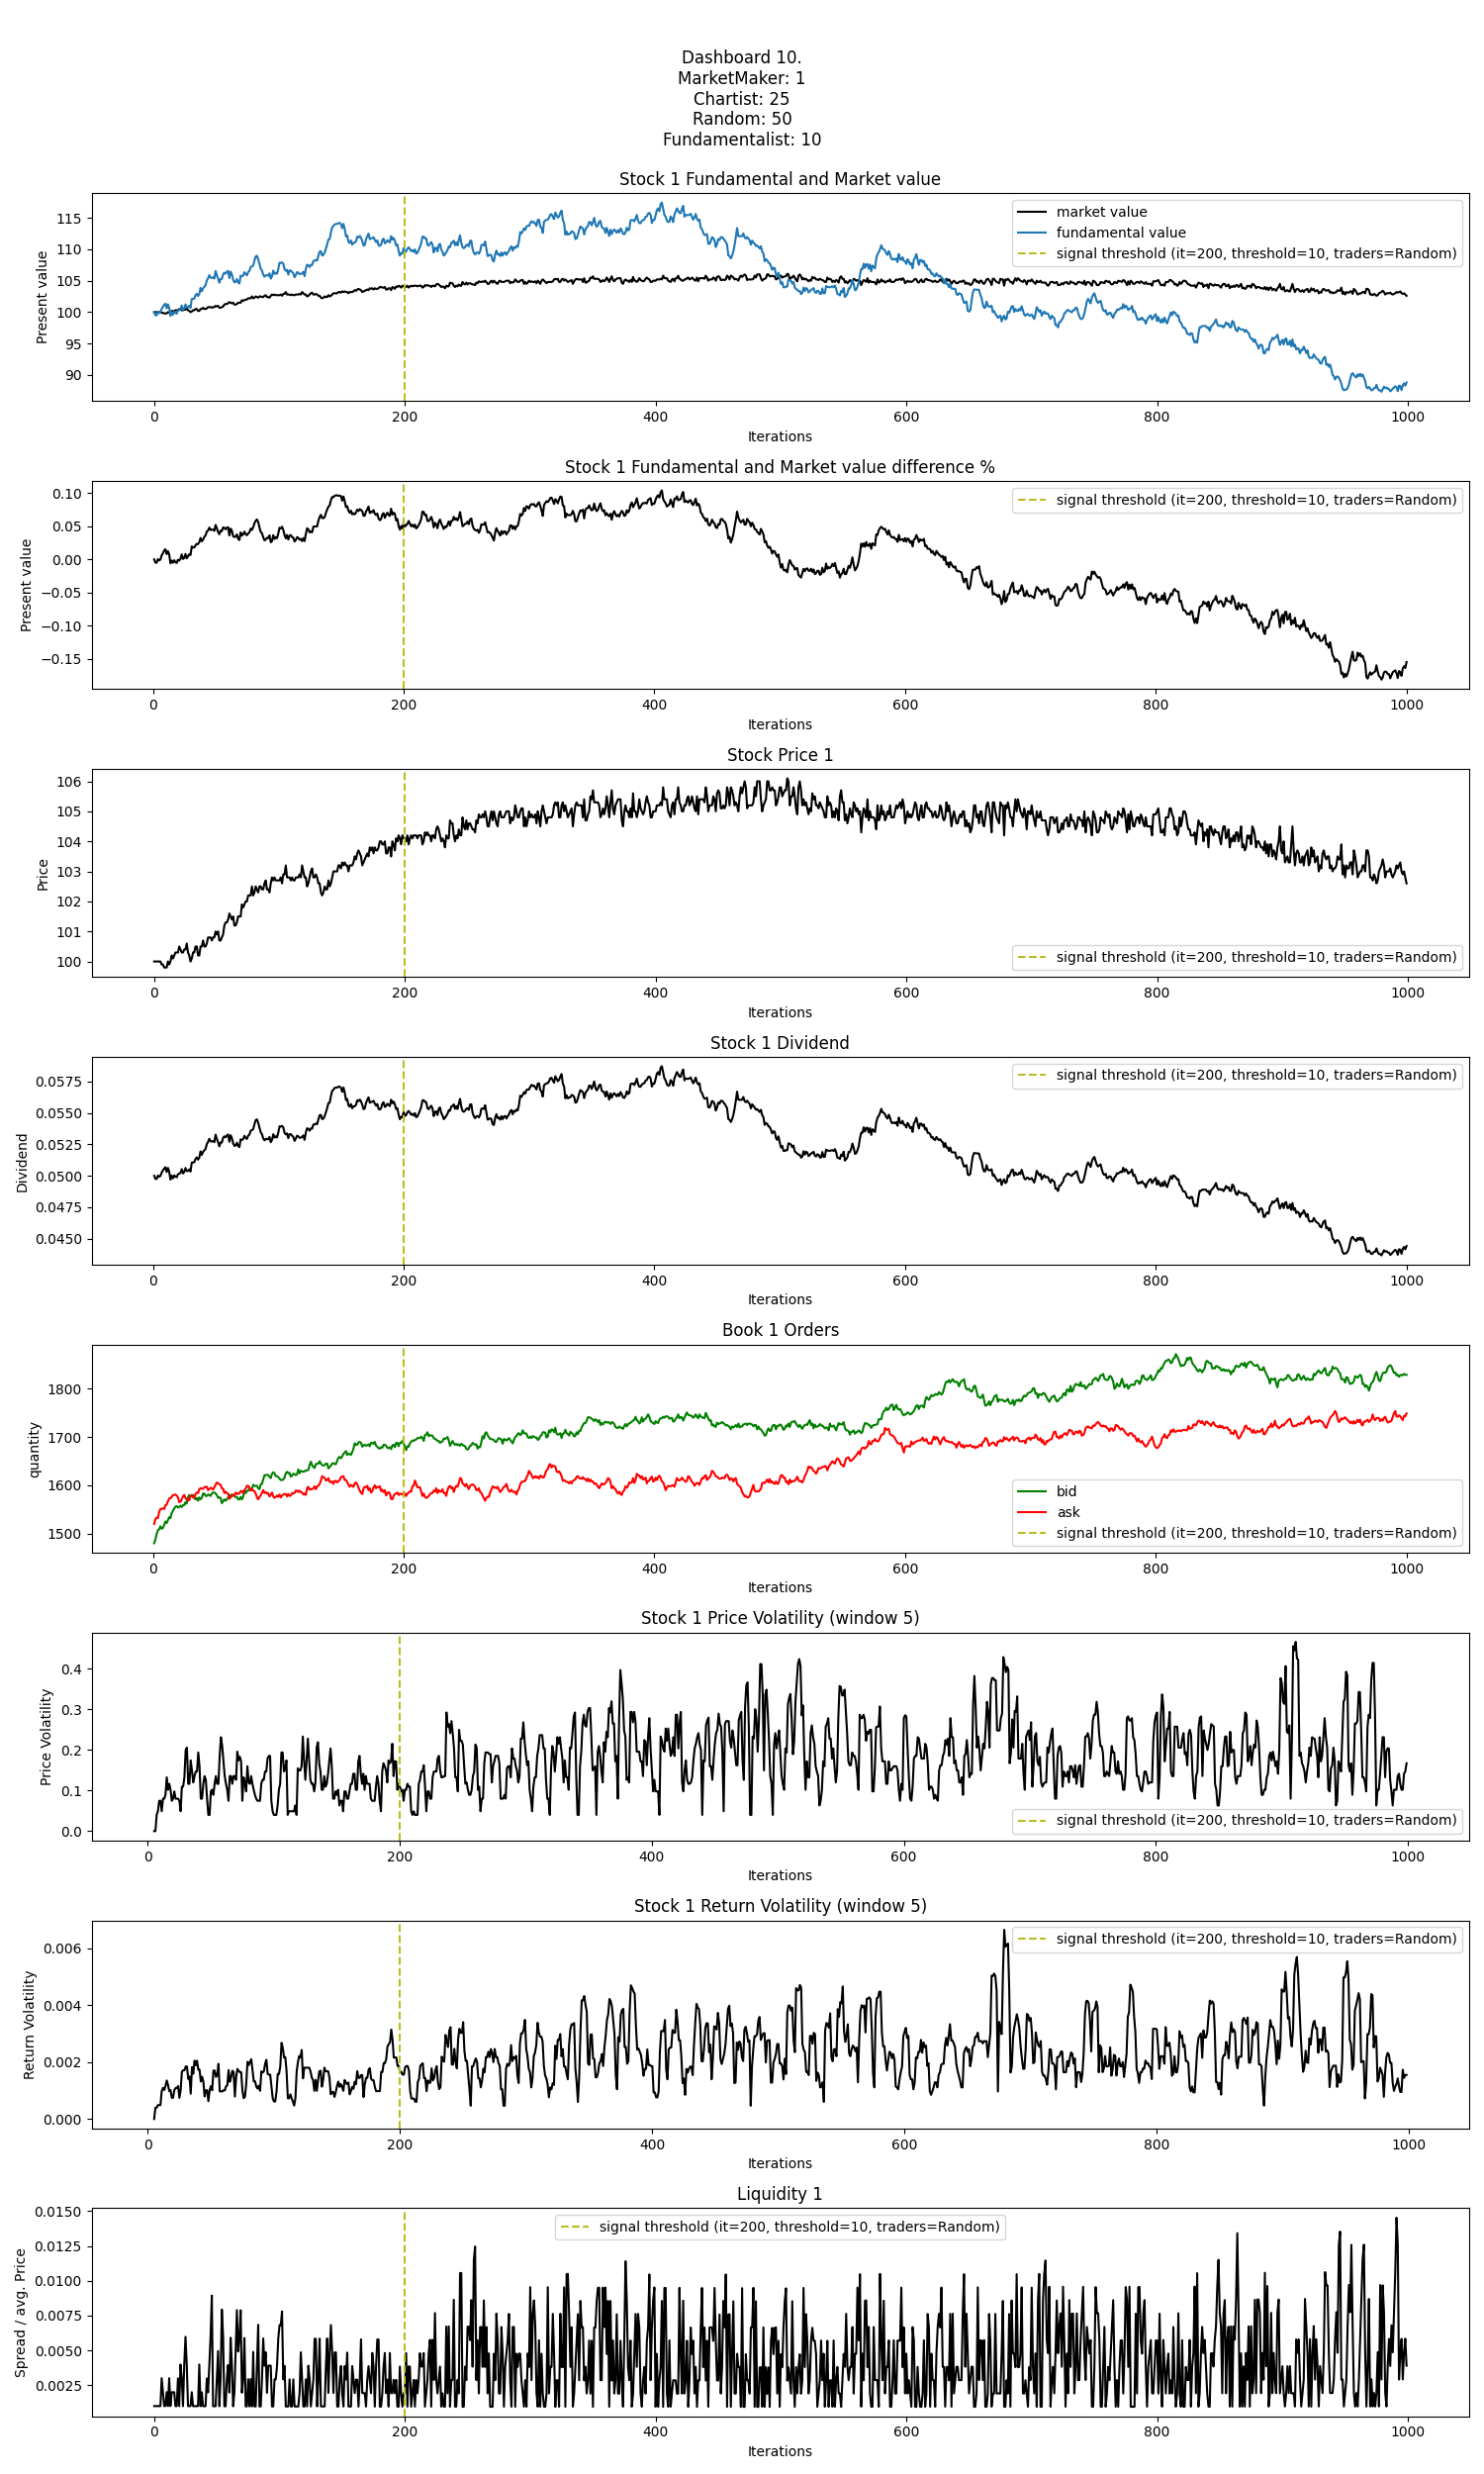 Dashboard 10.
MarketMaker: 1
Chartist: 25
Random: 50
Fundamentalist: 10
Stock 1 Fundamental and Market value
Present value
115
110
105
100
95
90
market value
fundamental value
signal threshold (it=200, threshold=10, traders=Random)
0 200 400 600 800 1000
Iterations
Stock 1 Fundamental and Market value difference %
Present value
0.10
0.05
0.00
−0.05
−0.10
−0.15
signal threshold (it=200, threshold=10, traders=Random)
0 200 400 600 800 1000
Iterations
Stock Price 1
Price
106
105
104
103
102
101
100
signal threshold (it=200, threshold=10, traders=Random)
0 200 400 600 800 1000
Iterations
Stock 1 Dividend
Dividend
0.0575
0.0550
0.0525
0.0500
0.0475
0.0450
signal threshold (it=200, threshold=10, traders=Random)
0 200 400 600 800 1000
Iterations
Book 1 Orders
quantity
1800
1700
1600
1500
bid
ask
signal threshold (it=200, threshold=10, traders=Random)
0 200 400 600 800 1000
Iterations
Stock 1 Price Volatility (window 5)
Price Volatility
0.4
0.3
0.2
0.1
0.0
signal threshold (it=200, threshold=10, traders=Random)
0 200 400 600 800 1000
Iterations
Stock 1 Return Volatility (window 5)
Return Volatility
0.006
0.004
0.002
0.000
signal threshold (it=200, threshold=10, traders=Random)
0 200 400 600 800 1000
Iterations
Liquidity 1
Spread / avg. Price
0.0150
0.0125
0.0100
0.0075
0.0050
0.0025
signal threshold (it=200, threshold=10, traders=Random)
0 200 400 600 800 1000
Iterations